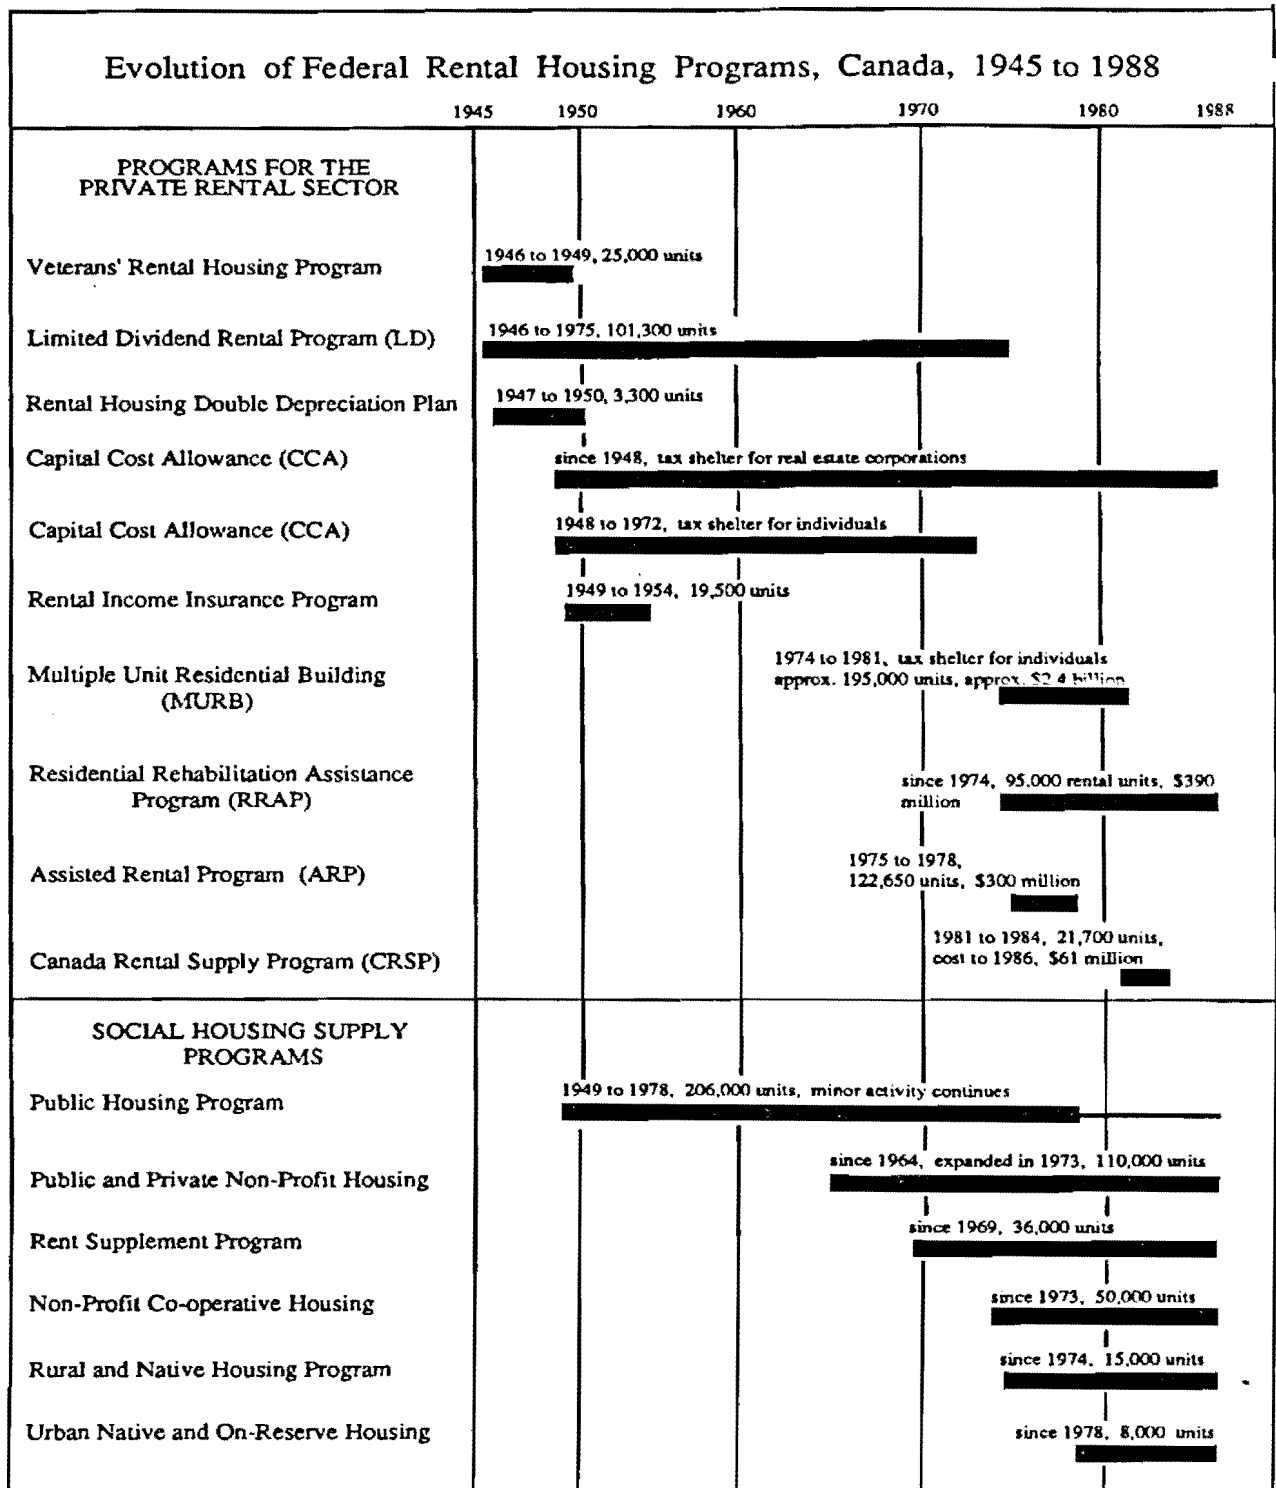 Evolution of Federal Rental Housing Programs, Canada, 1945 to 1988
1945 1950 1960 1970 1980 1988
PROGRAMS FOR THE
PRIVATE RENTAL SECTOR
Veterans' Rental Housing Program
1946 to 1949, 25,000 units
Limited Dividend Rental Program (LD)
1946 to 1975, 101,300 units
Rental Housing Double Depreciation Plan
1947 to 1950, 3,300 units
Capital Cost Allowance (CCA)
since 1948, tax shelter for real estate corporations
Capital Cost Allowance (CCA)
1948 to 1972, tax shelter for individuals
Rental Income Insurance Program
1949 to 1954, 19,500 units
Multiple Unit Residential Building
(MURB)
1974 to 1981, tax shelter for individuals
approx. 195,000 units, approx. $2.4 billion
Residential Rehabilitation Assistance
Program (RRAP)
since 1974, 95,000 rental units, $390
million
Assisted Rental Program (ARP)
1975 to 1978,
122,650 units, $300 million
Canada Rental Supply Program (CRSP)
1981 to 1984, 21,700 units,
cost to 1986, $61 million
SOCIAL HOUSING SUPPLY
PROGRAMS
Public Housing Program
1949 to 1978, 206,000 units, minor activity continues
Public and Private Non-Profit Housing
since 1964, expanded in 1973, 110,000 units
Rent Supplement Program
since 1969, 36,000 units
Non-Profit Co-operative Housing
since 1973, 50,000 units
Rural and Native Housing Program
since 1974, 15,000 units
Urban Native and On-Reserve Housing
since 1978, 8,000 units